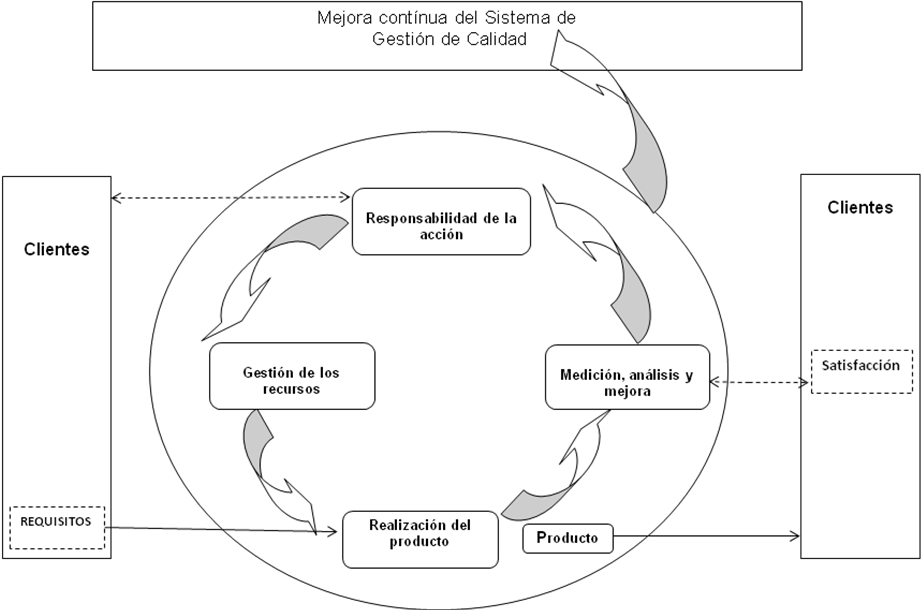 Mejora contínua del Sistema de
Gestión de Calidad
Clientes
Responsabilidad de la
acción
Clientes
Gestión de los
recursos
Medición, análisis y
mejora
Satisfacción
REQUISITOS
Realización del
producto
Producto